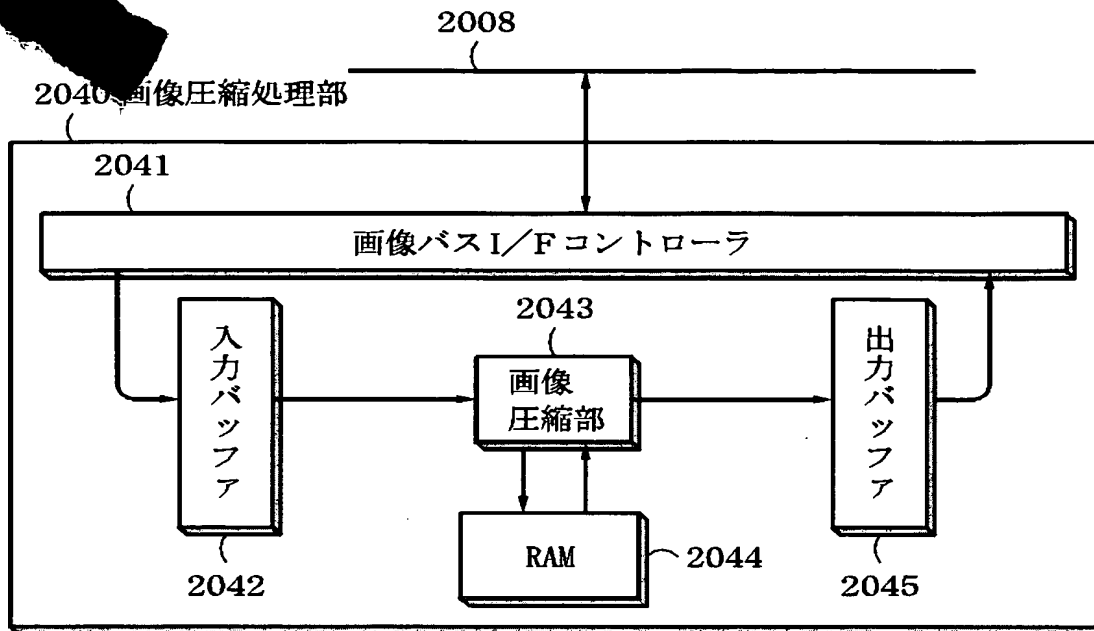 2008
2040 画像圧縮処理部
2041
画像バスI/Fコントローラ
2043
入力バッファ
画像
圧縮部
出力バッファ
RAM
2044
2042
2045